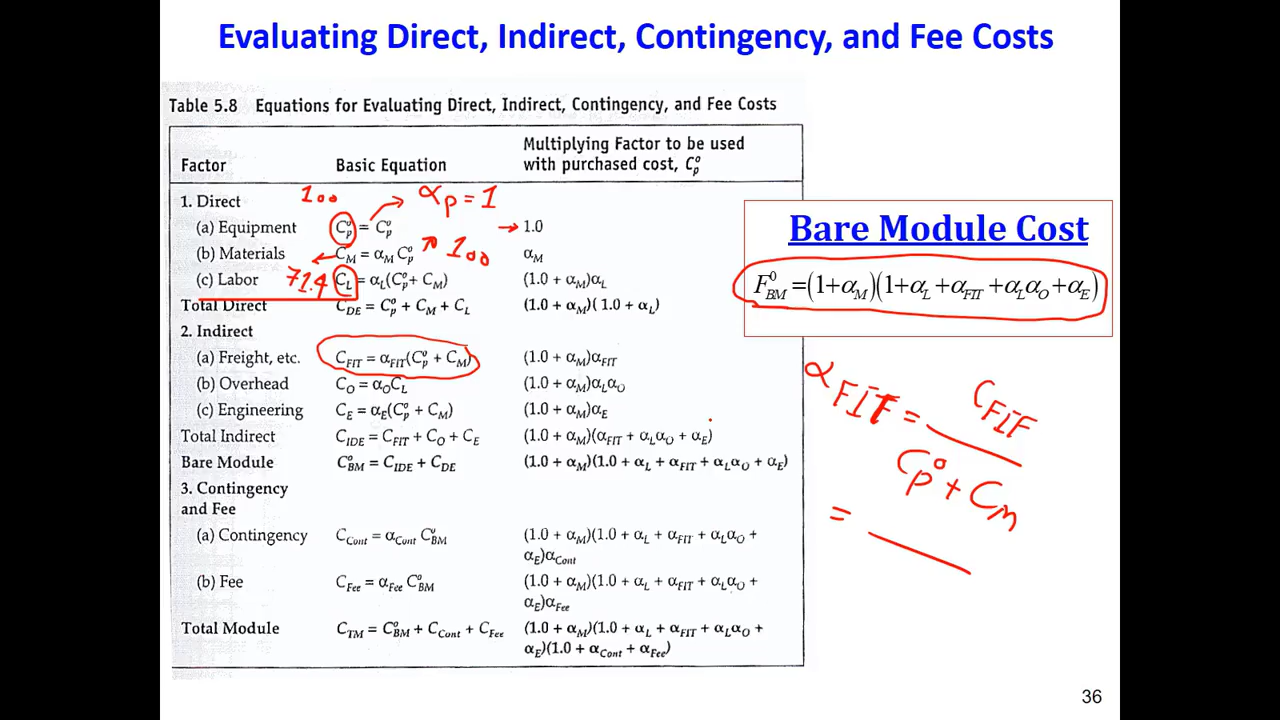 Evaluating Direct, Indirect, Contingency, and Fee Costs
Table 5.8 Equations for Evaluating Direct, Indirect, Contingency, and Fee Costs
Factor Basic Equation Multiplying Factor to be used with purchased cost, C°p
1. Direct 100 αp = 1
(a) Equipment C°p = C°p → 1.0
(b) Materials CM = αM C°p 100 αM
(c) Labor 71.4 CL = αL(C°p + CM) (1.0 + αM)αL
Total Direct CDE = C°p + CM + CL (1.0 + αM)( 1.0 + αL)
2. Indirect
(a) Freight, etc. CFIT = αFIT(C°p + CM) (1.0 + αM)αFIT
(b) Overhead CO = αOCL (1.0 + αM)αLαO
(c) Engineering CE = αE(C°p + CM) (1.0 + αM)αE
Total Indirect CIDE = CFIT + CO + CE (1.0 + αM)(αFIT + αLαO + αE)
Bare Module C°BM = CIDE + CDE (1.0 + αM)(1.0 + αL + αFIT + αLαO + αE)
3. Contingency
and Fee
(a) Contingency CCont = αCont C°BM (1.0 + αM)(1.0 + αL + αFIT + αLαO +
αE)αCont
(b) Fee CFee = αFee C°BM (1.0 + αM)(1.0 + αL + αFIT + αLαO +
αE)αFee
Total Module CTM = C°BM + CCont + CFee (1.0 + αM)(1.0 + αL + αFIT + αLαO +
αE)(1.0 + αCont + αFee)
Bare Module Cost
F⁰BM = (1+αM)(1+αL +αFIT +αLαO +αE)
αFIT = CFIF
C°p + CM
=
36